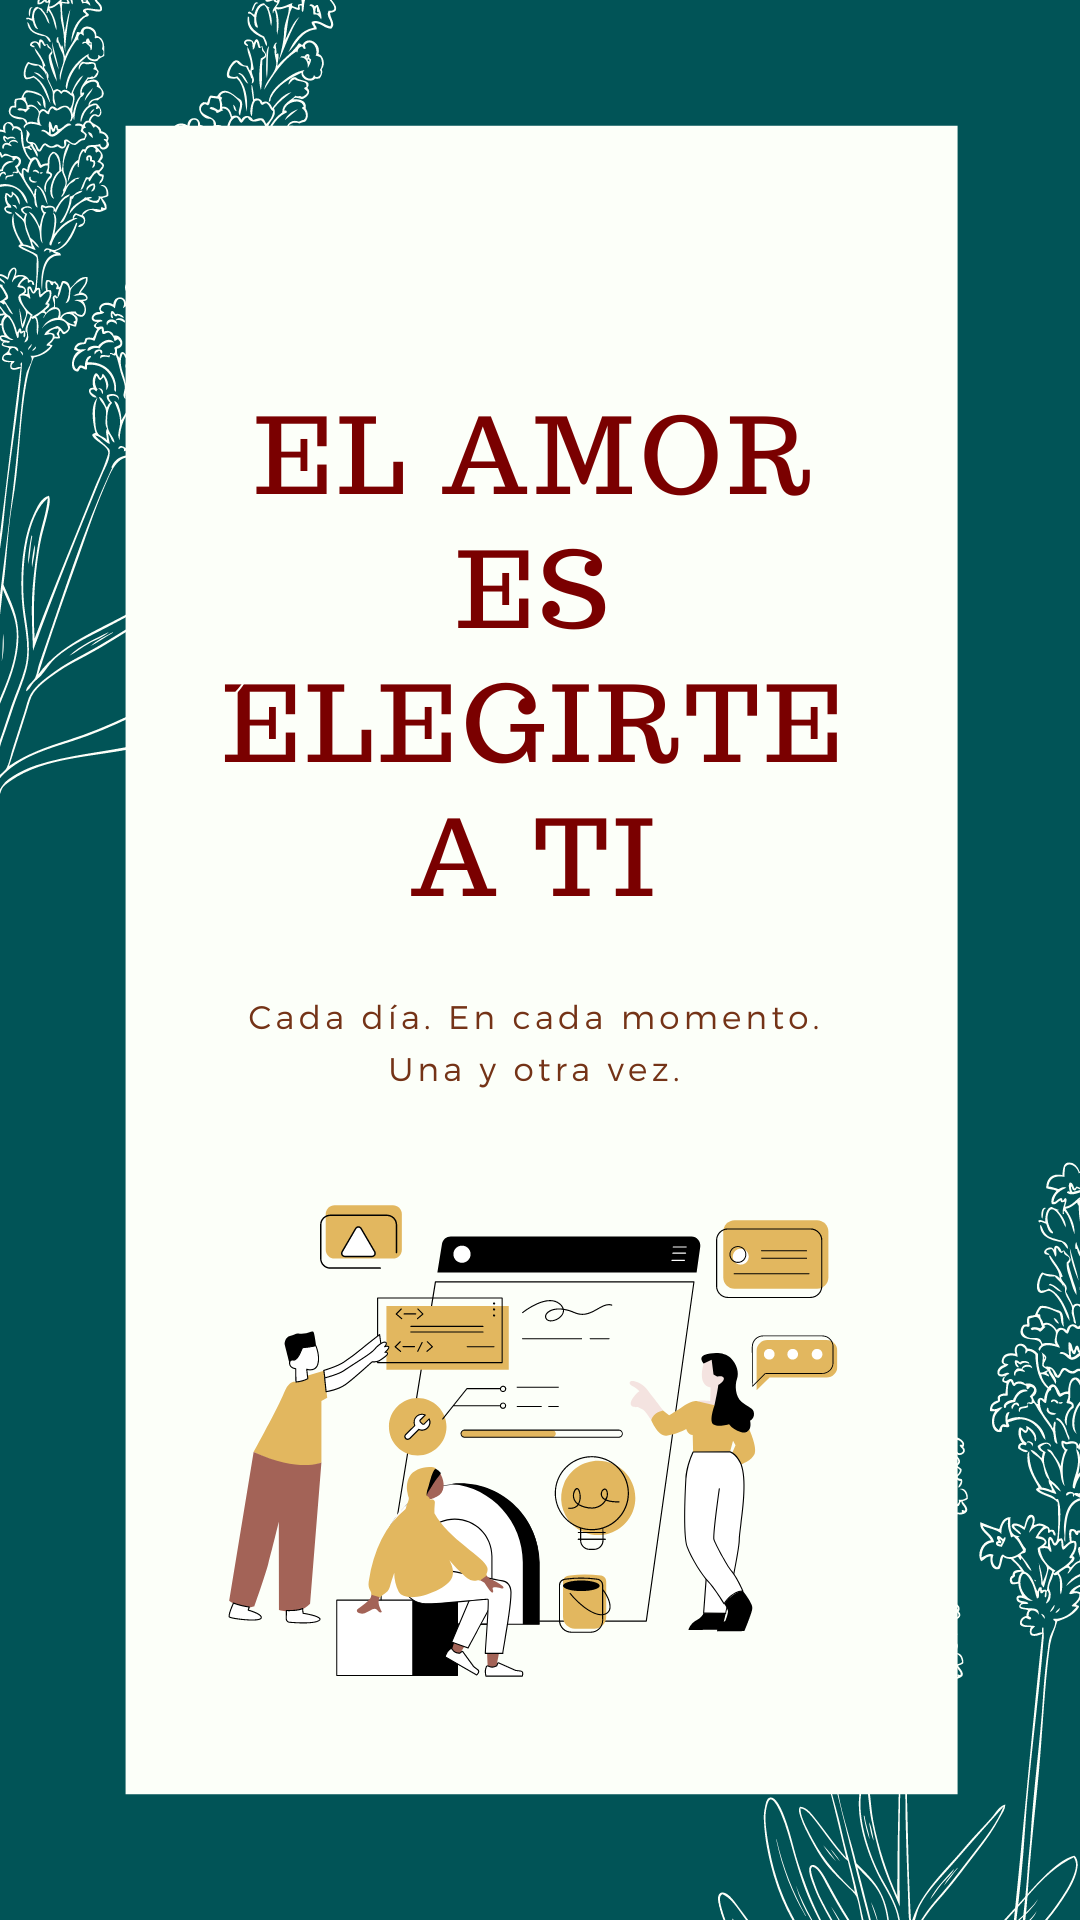 EL AMOR
ES
ELEGIRTE
A TI
Cada día. En cada momento.
Una y otra vez.